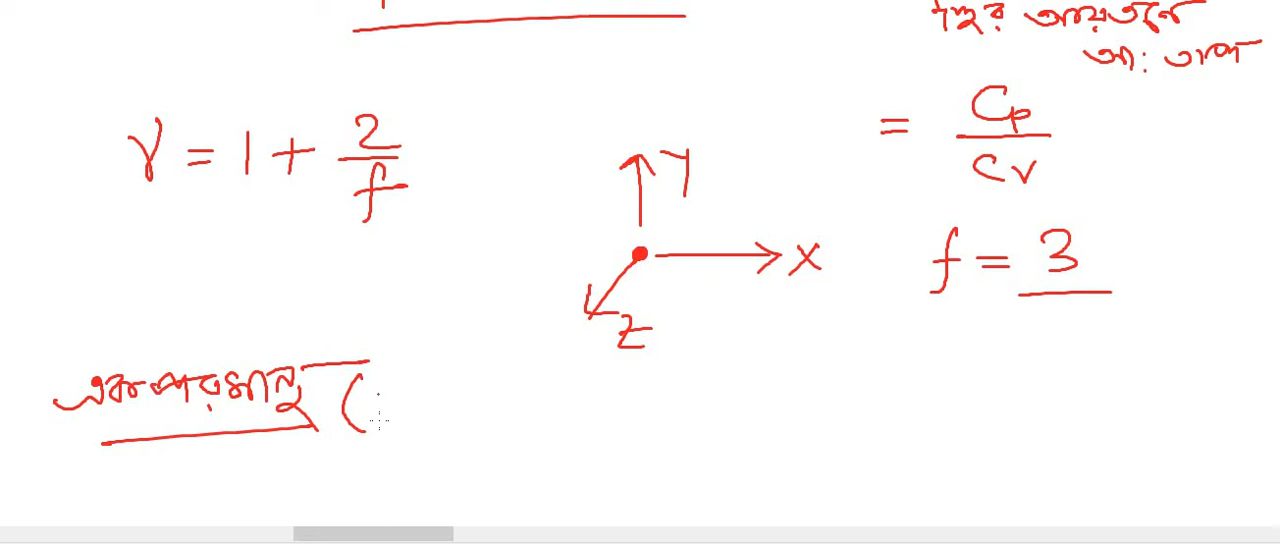 স্থির আয়তনে
আ: তাপ
γ = 1 + 2/f
= Cp/Cv
Y
X
Z
f = 3
একপরমাণু (